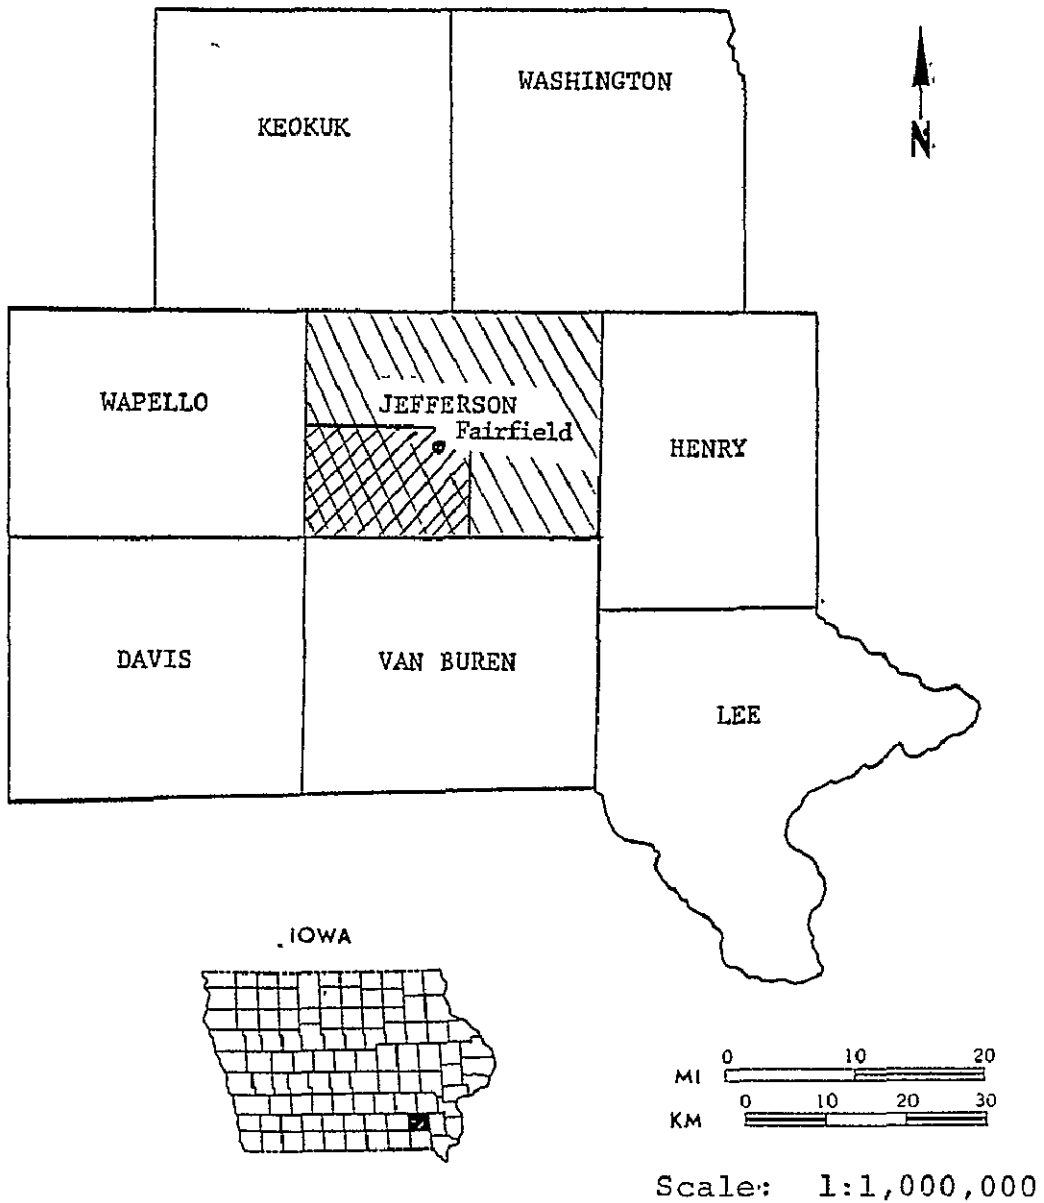 WASHINGTON
KEOKUK
N
WAPELLO
JEFFERSON
Fairfield
HENRY
DAVIS
VAN BUREN
LEE
IOWA
0 10 20
MI
KM
0 10 20 30
Scale: 1:1,000,000